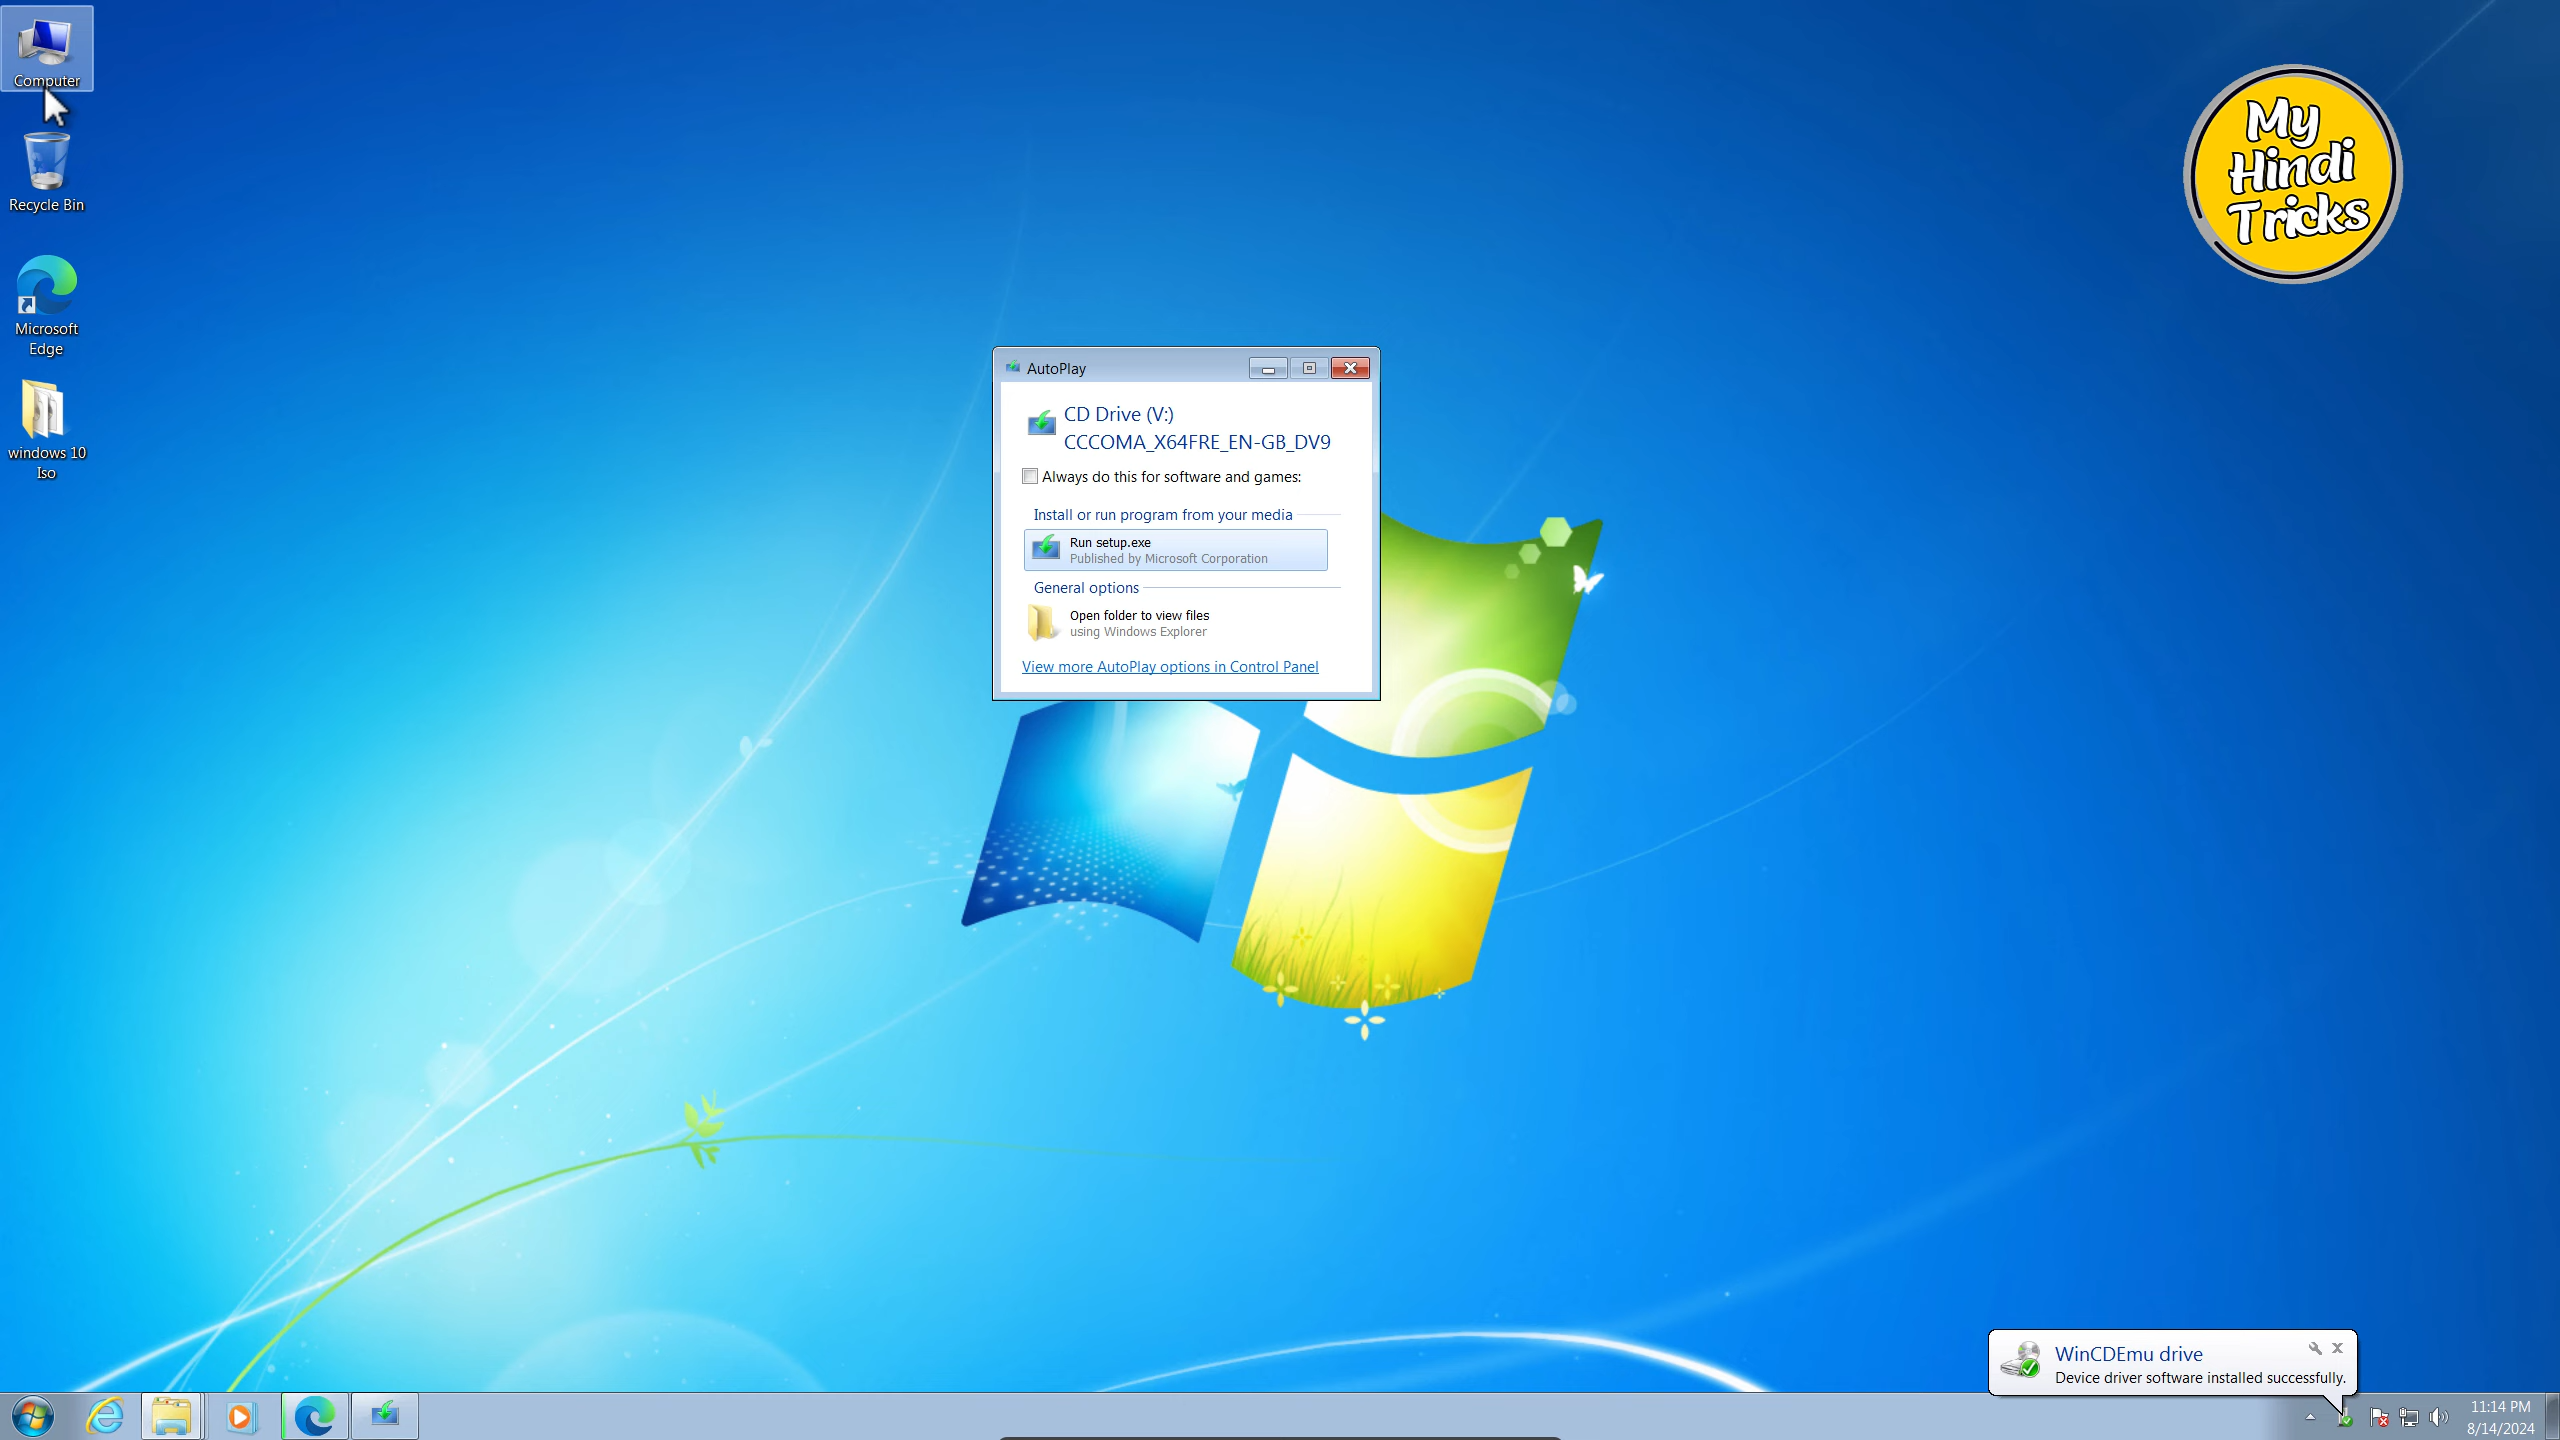 Computer
Recycle Bin
Microsoft
Edge
windows 10
Iso
My
Hindi
Tricks
AutoPlay
CD Drive (V:)
CCCOMA_X64FRE_EN-GB_DV9
Always do this for software and games:
Install or run program from your media
Run setup.exe
Published by Microsoft Corporation
General options
Open folder to view files
using Windows Explorer
View more AutoPlay options in Control Panel
WinCDEmu drive
Device driver software installed successfully.
11:14 PM
8/14/2024